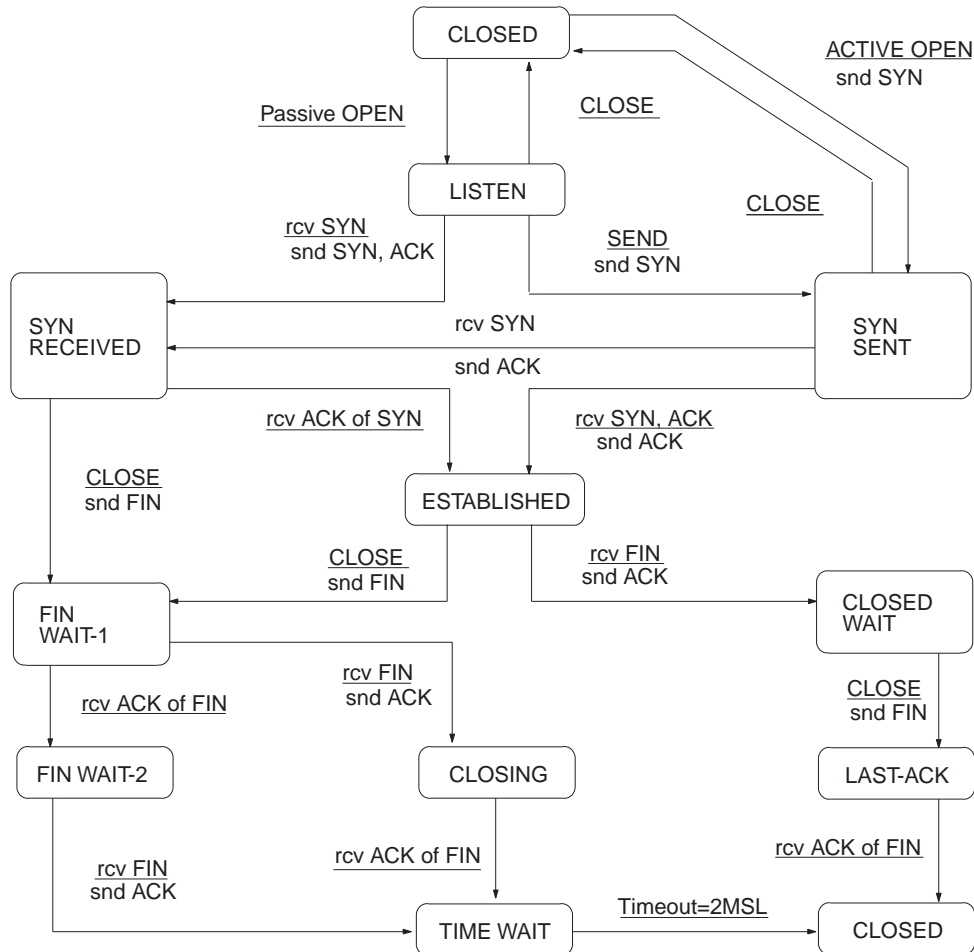 CLOSED
ACTIVE OPEN
snd SYN
Passive OPEN
CLOSE
LISTEN
CLOSE
rcv SYN
snd SYN, ACK
SEND
snd SYN
SYN
RECEIVED
rcv SYN
SYN
SENT
snd ACK
rcv ACK of SYN
rcv SYN, ACK
snd ACK
CLOSE
snd FIN
ESTABLISHED
CLOSE
snd FIN
rcv FIN
snd ACK
FIN
WAIT-1
CLOSED
WAIT
rcv FIN
snd ACK
rcv ACK of FIN
CLOSE
snd FIN
FIN WAIT-2
CLOSING
LAST-ACK
rcv FIN
snd ACK
rcv ACK of FIN
rcv ACK of FIN
TIME WAIT
Timeout=2MSL
CLOSED